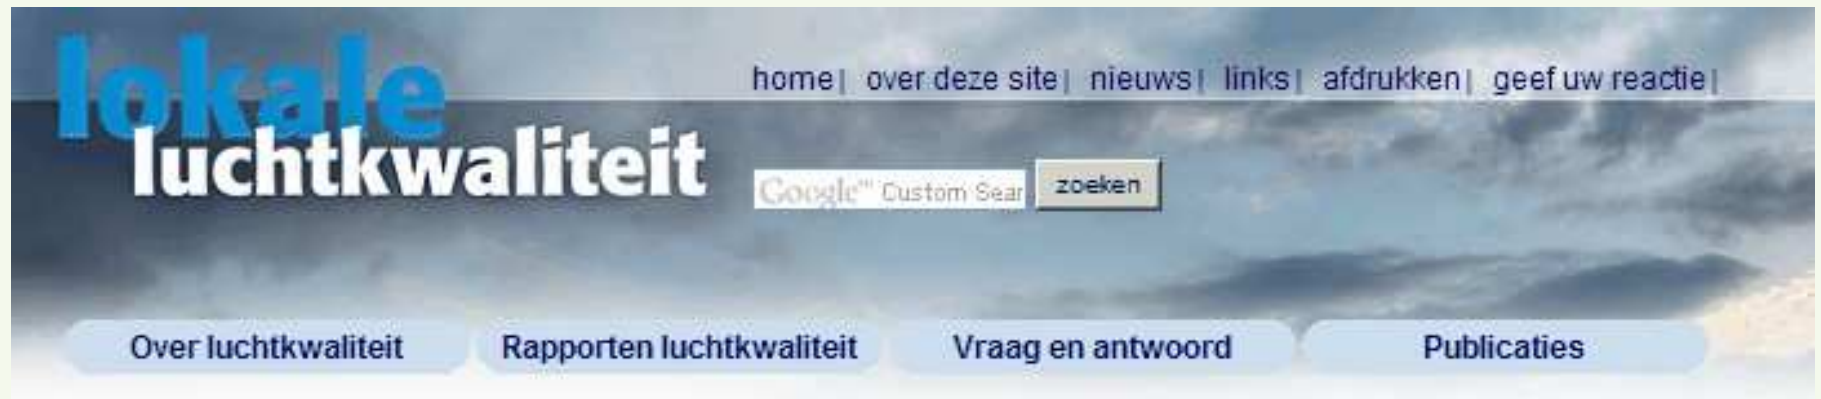 lokale
luchtkwaliteit
home| over deze site| nieuws| links| afdrukken| geef uw reactie|
Google™ Custom Sear zoeken
Over luchtkwaliteit Rapporten luchtkwaliteit Vraag en antwoord Publicaties